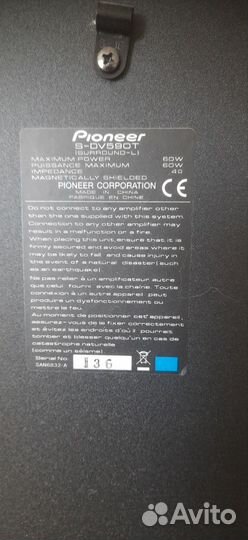 Pioneer
S-DV590T
(SURROUND-L)
MAXIMUM POWER 60W
PUISSANCE MAXIMUM 60W
IMPEDANCE 4Ω
MAGNETICALLY SHIELDED
PIONEER CORPORATION
MADE IN CHINA
FABRIQUÉ EN CHINE
CE
Do not connect to any amplifier other
than the one supplied with this system.
Connection to any other amplifier may
result in a malfunction or a fire.
When placing this unit,ensure that it is
firmly secured and avoid areas where it
may be likely to fall and cause injury in
the event of a natural disaster (such
as an earthquake).
Ne pas relier à un amplificateur autre
que celui fourni avec la chaîne. Toute
connexion à un autre amplificateur peut
produire un dysfonctionnement ou
mettre le feu.
Au moment de positionner cet appareil,
assurez-vous de le fixer correctement
et évitez les endroits d'où il pourrait
tomber et blesser quelqu'un en cas de
catastrophe naturelle
(comme un séisme)
SAN6832-A
136
Avito